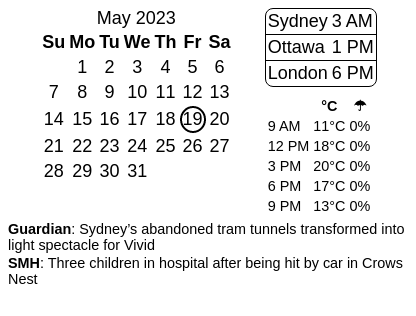 May 2023
Su Mo Tu We Th Fr Sa
1 2 3 4 5 6
7 8 9 10 11 12 13
14 15 16 17 18 19 20
21 22 23 24 25 26 27
28 29 30 31
Sydney 3 AM
Ottawa 1 PM
London 6 PM
°C ☂
9 AM 11°C 0%
12 PM 18°C 0%
3 PM 20°C 0%
6 PM 17°C 0%
9 PM 13°C 0%
Guardian: Sydney’s abandoned tram tunnels transformed into
light spectacle for Vivid
SMH: Three children in hospital after being hit by car in Crows
Nest